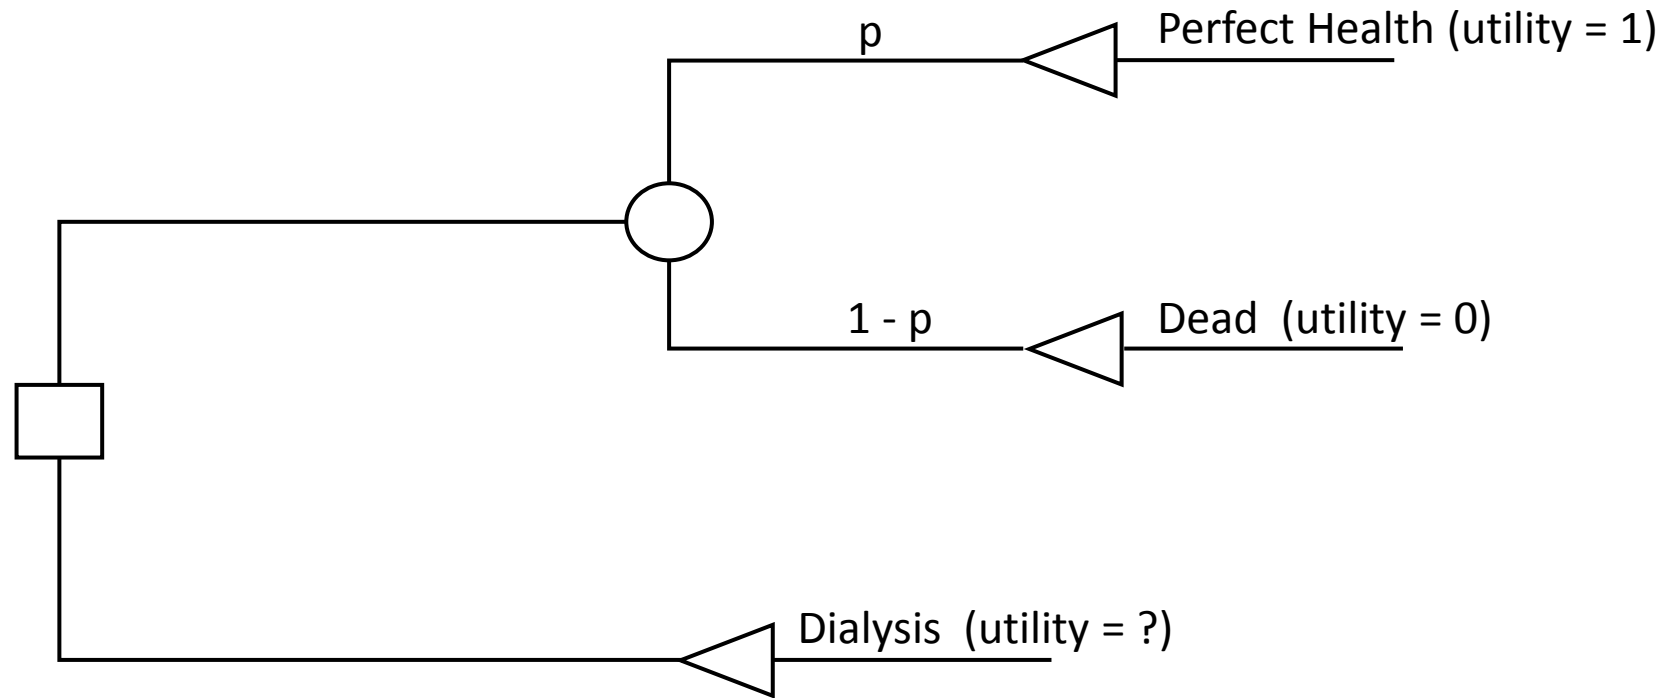 p
Perfect Health (utility = 1)
1 - p
Dead  (utility = 0)
Dialysis  (utility = ?)